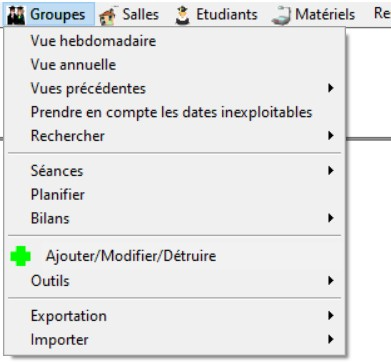 Groupes Salles Etudiants Matériels Re
Vue hebdomadaire
Vue annuelle
Vues précédentes
Prendre en compte les dates inexploitables
Rechercher
Séances
Planifier
Bilans
Ajouter/Modifier/Détruire
Outils
Exportation
Importer